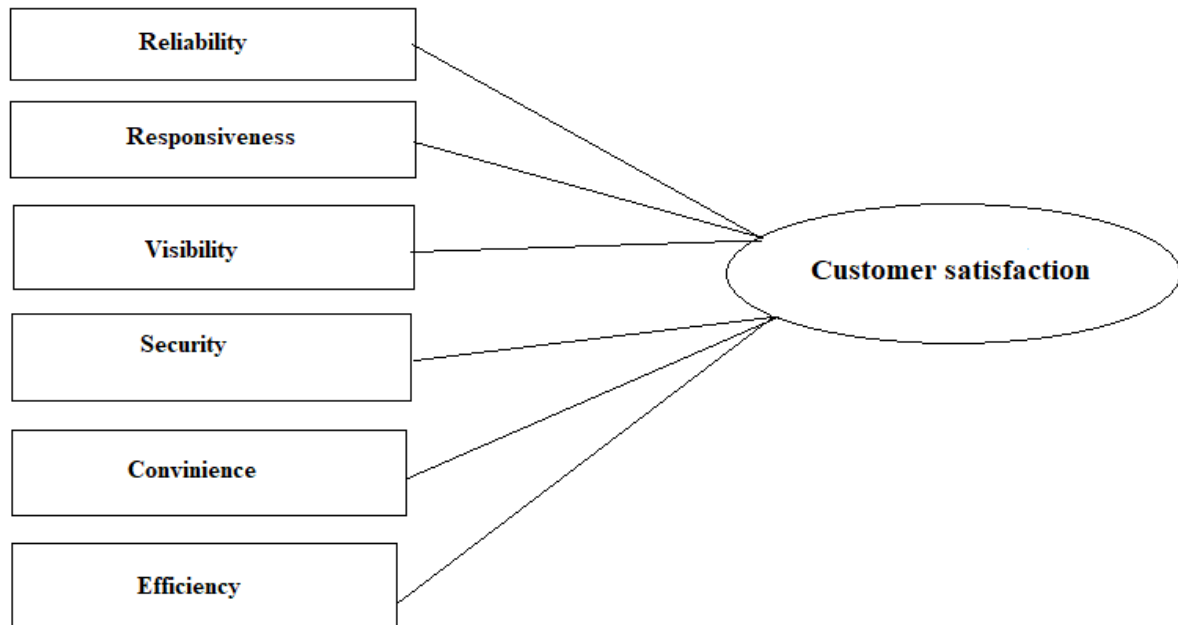 Reliability
Responsiveness
Visibility
Customer satisfaction
Security
Convinience
Efficiency